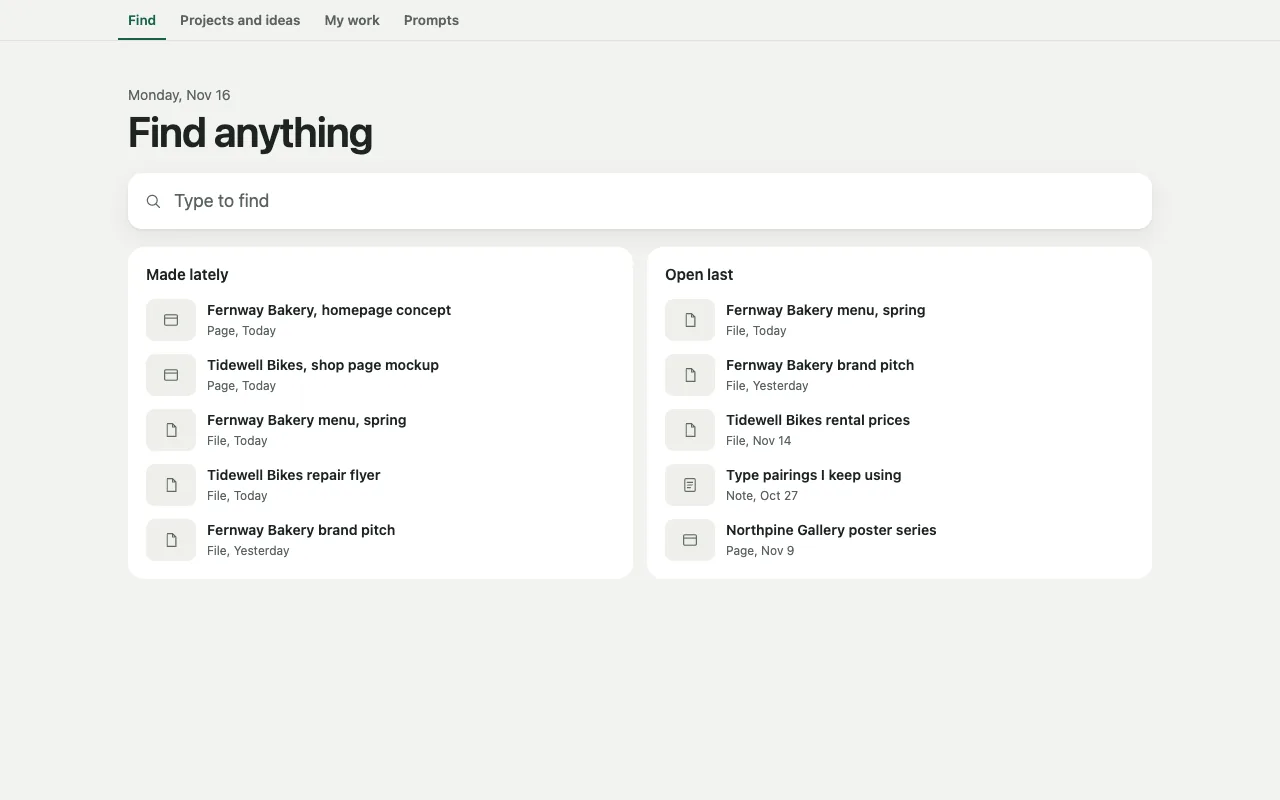 Find
Projects and ideas
My work
Prompts
Monday, Nov 16
Find anything
Type to find
Made lately
Fernway Bakery, homepage concept
Page, Today
Tidewell Bikes, shop page mockup
Page, Today
Fernway Bakery menu, spring
File, Today
Tidewell Bikes repair flyer
File, Today
Fernway Bakery brand pitch
File, Yesterday
Open last
Fernway Bakery menu, spring
File, Today
Fernway Bakery brand pitch
File, Yesterday
Tidewell Bikes rental prices
File, Nov 14
Type pairings I keep using
Note, Oct 27
Northpine Gallery poster series
Page, Nov 9